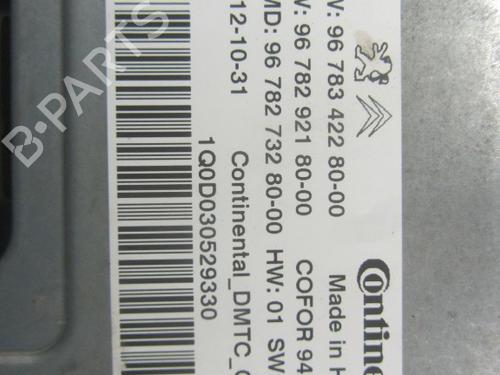 Contine
Made in H
V: 96 783 422 80-00
COFOR 94
V: 96 782 921 80-00
HW: 01 SW
MD: 96 782 732 80-00
Continental_DMTC_
12-10-31
1Q0D030529330
B-PARTS